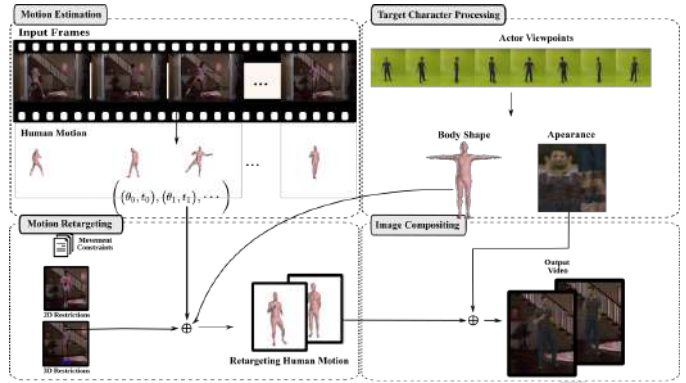 Motion Estimation
Input Frames
...
Human Motion
...
((θ₀, t₀), (θ₁, t₁), ⋯)
Target Character Processing
Actor Viewpoints
Body Shape
Apearance
Motion Retargeting
Movement
Constraints
2D Restrictions
3D Restrictions
Retargeting Human Motion
Image Compositing
Output
Video